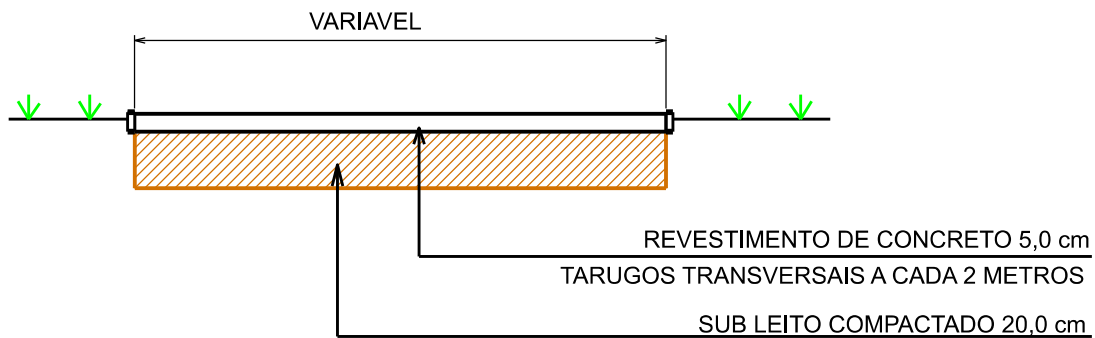 VARIAVEL
REVESTIMENTO DE CONCRETO 5,0 cm
TARUGOS TRANSVERSAIS A CADA 2 METROS
SUB LEITO COMPACTADO 20,0 cm